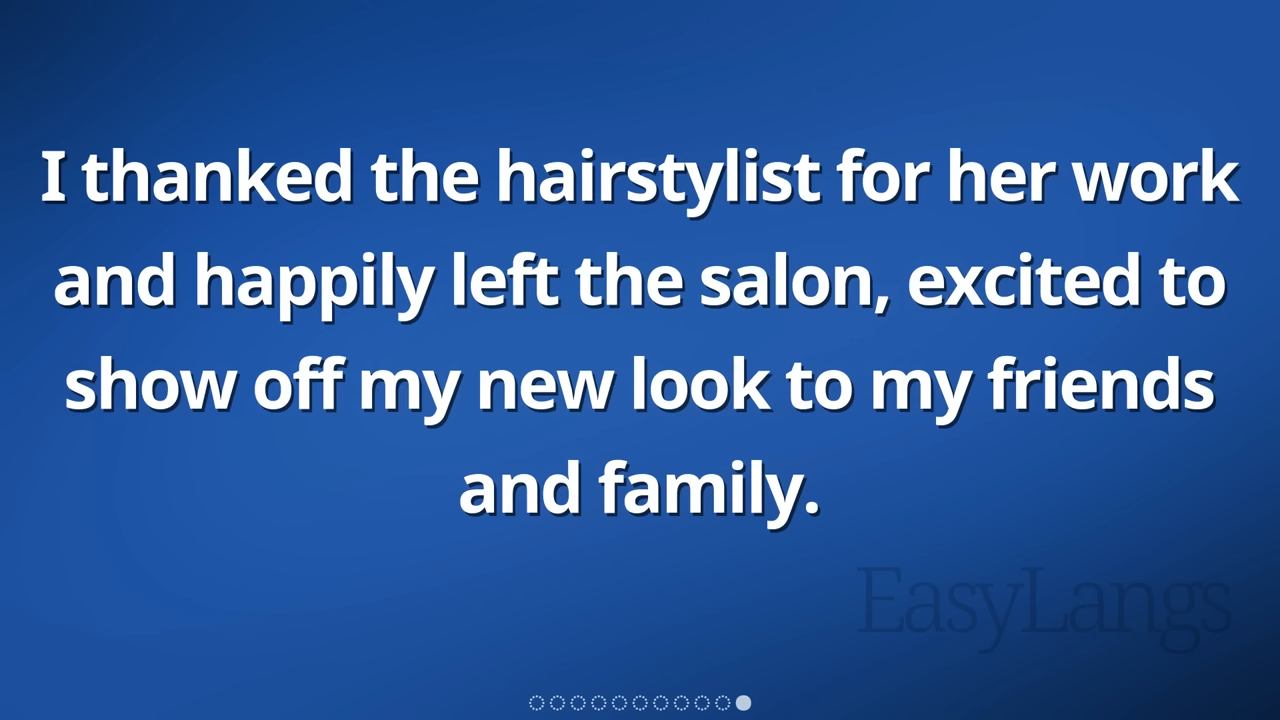 I thanked the hairstylist for her work
and happily left the salon, excited to
show off my new look to my friends
and family.
EasyLangs